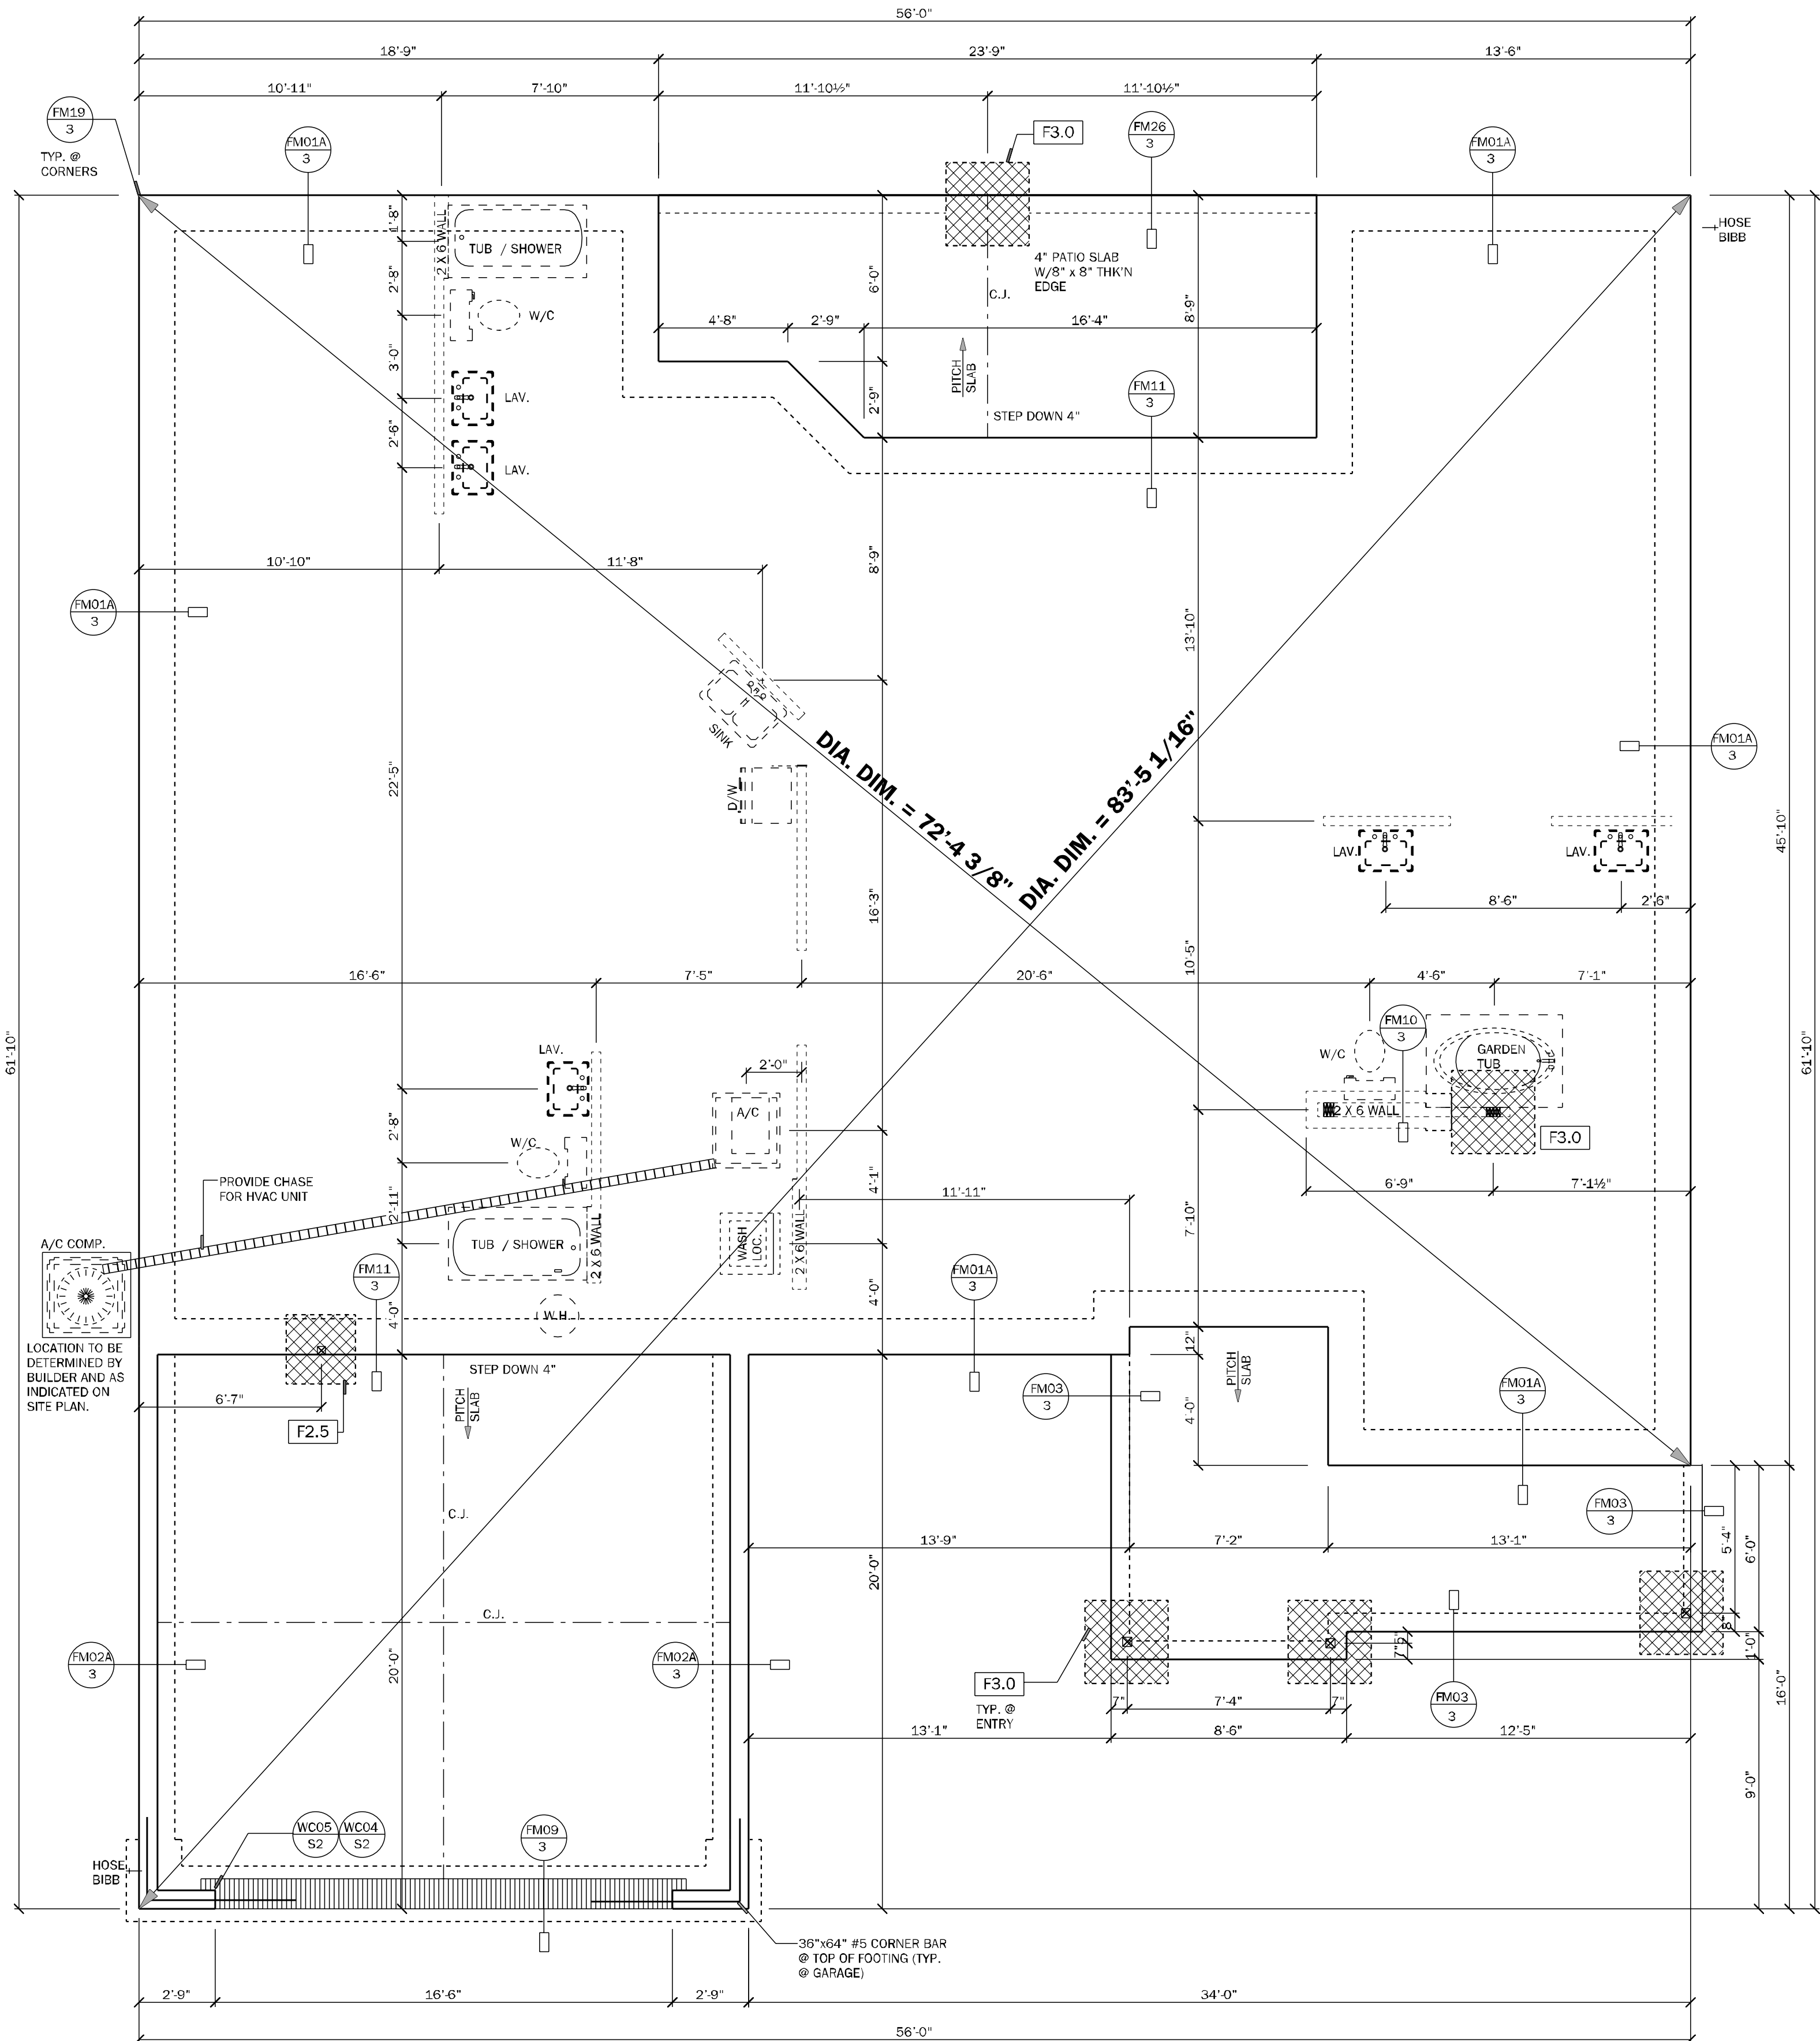 56'-0"
18'-9"
23'-9"
13'-6"
10'-11"
7'-10"
11'-10½"
11'-10½"
FM19
3
TYP. @
CORNERS
FM01A
3
F3.0
FM26
3
FM01A
3
HOSE
BIBB
1'-8"
2 X 6 WALL
TUB / SHOWER
2'-8"
W/C
3'-0"
LAV.
2'-6"
LAV.
6'-0"
4" PATIO SLAB
W/8" x 8" THK'N
EDGE
C.J.
8'-9"
4'-8"
2'-9"
16'-4"
PITCH
SLAB
2'-9"
STEP DOWN 4"
FM11
3
10'-10"
11'-8"
8'-9"
FM01A
3
13'-10"
SINK
D/W
22'-5"
DIA. DIM. = 72'-4 3/8"
DIA. DIM. = 83'-5 1/16"
FM01A
3
45'-10"
LAV.
LAV.
8'-6"
2'-6"
16'-3"
10'-5"
16'-6"
7'-5"
20'-6"
4'-6"
7'-1"
61'-10"
61'-10"
LAV.
2'-0"
A/C
W/C
FM10
3
GARDEN
TUB
2 X 6 WALL
F3.0
2'-8"
W/C
PROVIDE CHASE
FOR HVAC UNIT
2'-11"
4'-1"
11'-11"
6'-9"
7'-1½"
7'-10"
A/C COMP.
TUB / SHOWER
2 X 6 WALL
WASH
LOC.
2 X 6 WALL
FM11
3
FM01A
3
4'-0"
W.H.
4'-0"
LOCATION TO BE
DETERMINED BY
BUILDER AND AS
INDICATED ON
SITE PLAN.
6'-7"
F2.5
STEP DOWN 4"
PITCH
SLAB
12"
PITCH
SLAB
4'-0"
FM03
3
FM01A
3
C.J.
FM03
3
13'-9"
7'-2"
13'-1"
5'-4"
6'-0"
20'-0"
C.J.
8"
1'-0"
FM02A
3
20'-0"
FM02A
3
F3.0
TYP. @
ENTRY
7"
5"
7"
7'-4"
7"
FM03
3
16'-0"
13'-1"
8'-6"
12'-5"
9'-0"
WC05
S2
WC04
S2
FM09
3
HOSE
BIBB
36"x64" #5 CORNER BAR
@ TOP OF FOOTING (TYP.
@ GARAGE)
2'-9"
16'-6"
2'-9"
34'-0"
56'-0"